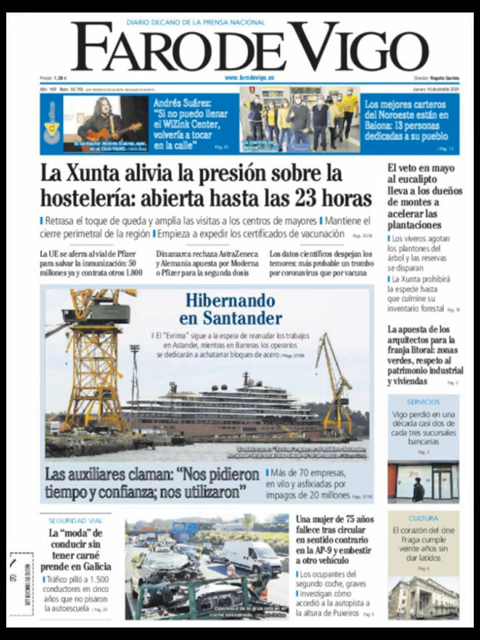 DIARIO DECANO DE LA PRENSA NACIONAL
FARO DE VIGO
Precio: 1,20 €
www.farodevigo.es
Director: Rogelio Garrido
Andrés Suárez:
“Si no puedo llenar
el WiZink Center,
volvería a tocar
en la calle”
Los mejores carteros
del Noroeste están en
Baiona: 13 personas
dedicadas a su pueblo
La Xunta alivia la presión sobre la
hostelería: abierta hasta las 23 horas
Retrasa el toque de queda y amplía las visitas a los centros de mayores
Mantiene el
cierre perimetral de la región
Empieza a expedir los certificados de vacunación
La UE se aferra al vial de Pfizer
para salvar la inmunización: 50
millones ya y contrata otros 1.800
Dinamarca rechaza AstraZeneca
y Alemania apuesta por Moderna
o Pfizer para la segunda dosis
Los datos científicos despejan los
temores: más probable un trombo
por coronavirus que por vacuna
El veto en mayo
al eucalipto
lleva a los dueños
de montes a
acelerar las
plantaciones
Los viveros agotan
los plantones del
árbol y las reservas
se disparan
La Xunta prohibirá
la especie hasta
que culmine su
inventario forestal
Hibernando
en Santander
El “Evrima” sigue a la espera de reanudar los trabajos
en Astander, mientras en Barreras los operarios
se dedicarán a achatarrar bloques de acero
Las auxiliares claman: “Nos pidieron
tiempo y confianza; nos utilizaron”
Más de 70 empresas,
en vilo y asfixiadas por
impagos de 20 millones
La apuesta de los
arquitectos para la
franja litoral: zonas
verdes, respeto al
patrimonio industrial
y viviendas
SERVICIOS
Vigo perdió en una
década casi dos de
cada tres sucursales
bancarias
Pág. 2
SEGURIDAD VIAL
La “moda” de
conducir sin
tener carné
prende en Galicia
Tráfico pilló a 1.500
conductores en cinco
años que no pisaron
la autoescuela
Una mujer de 75 años
fallece tras circular
en sentido contrario
en la AP-9 y embestir
a otro vehículo
Los ocupantes del
segundo coche, graves
Investigan cómo
accedió a la autopista a la
altura de Puxeiros
CULTURA
El corazón del cine
Fraga cumple
veinte años sin
dar latidos
Pág. 4